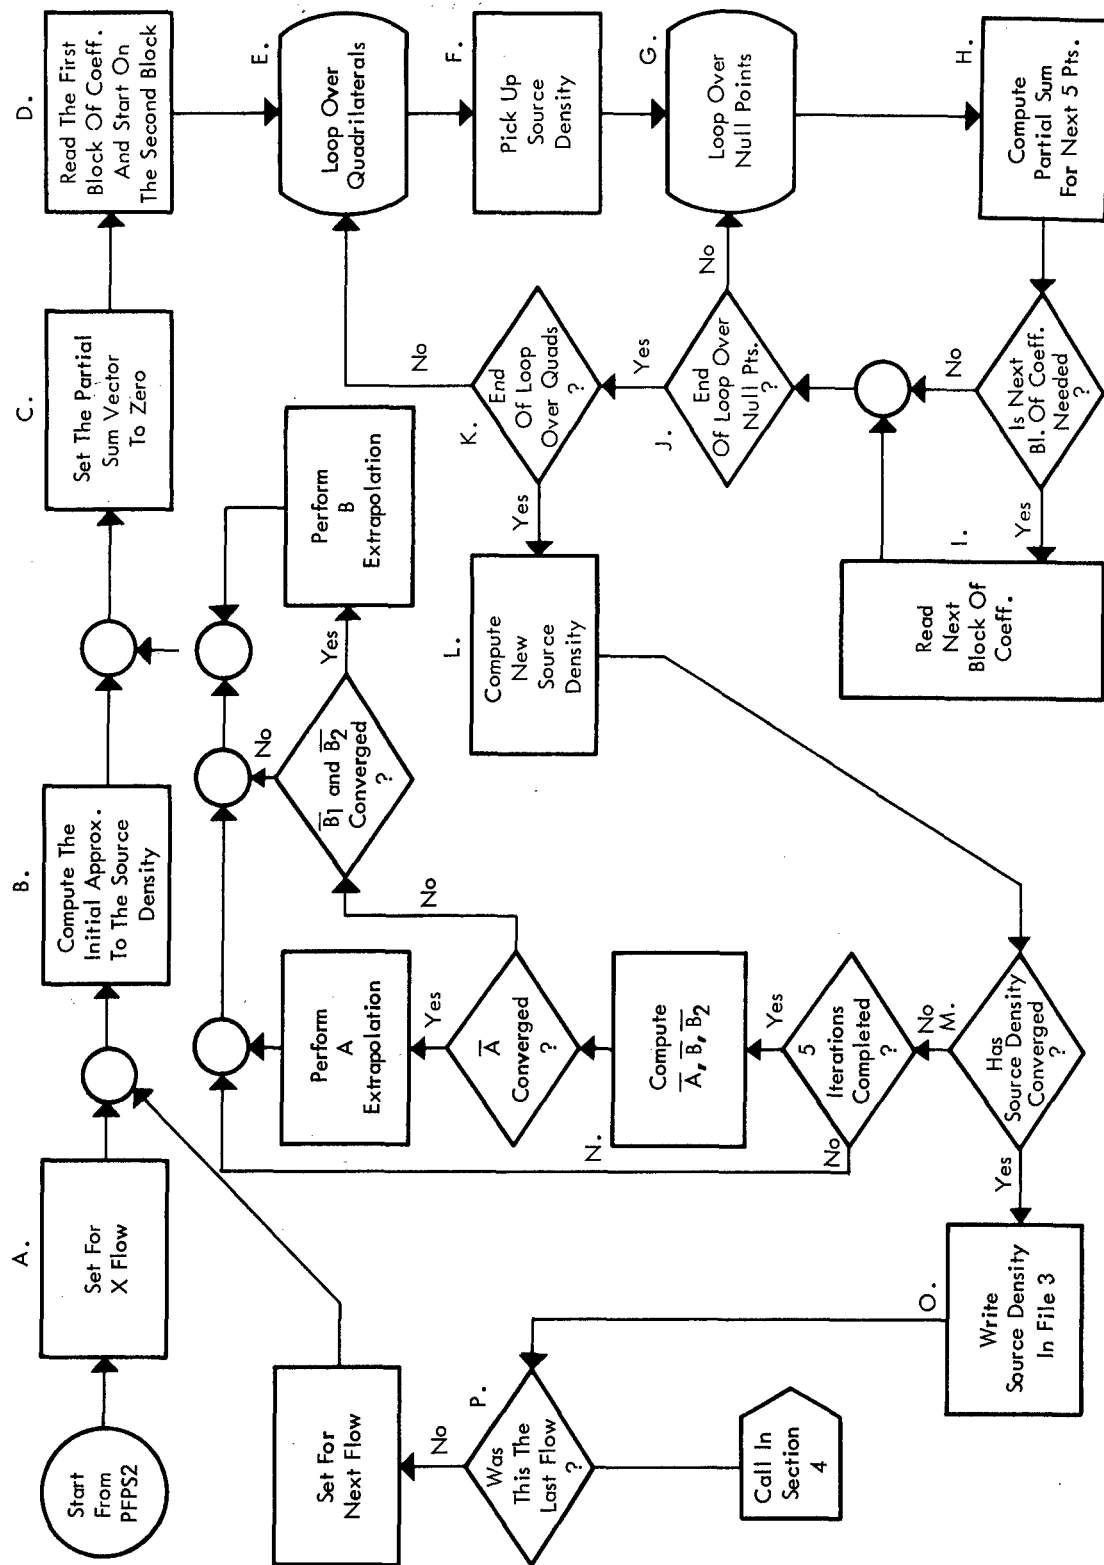 Start
From
PFPS2
A.
Set For
X Flow
B.
Compute The
Initial Approx.
To The Source
Density
C.
Set The Partial
Sum Vector
To Zero
D.
Read The First
Block Of Coeff.
And Start On
The Second Block
E.
Loop Over
Quadrilaterals
F.
Pick Up
Source
Density
G.
Loop Over
Null Points
H.
Compute
Partial Sum
For Next 5 Pts.
Is Next
Bl. Of Coeff.
Needed
?
No
Yes
I.
Read
Next
Block Of
Coeff.
J.
End
Of Loop Over
Null Pts.
?
No
Yes
K.
End
Of Loop
Over Quads
?
No
Yes
L.
Compute
New
Source
Density
M.
Has
Source Density
Converged
?
No
Yes
5
Iterations
Completed
?
No
Yes
N.
Compute
A, B, B2
A
Converged
?
Yes
No
Perform
A
Extrapolation
B1 and B2
Converged
?
No
Yes
Perform
B
Extrapolation
O.
Write
Source Density
In File 3
P.
Was
This The
Last Flow
?
No
Set For
Next Flow
Call In
Section
4